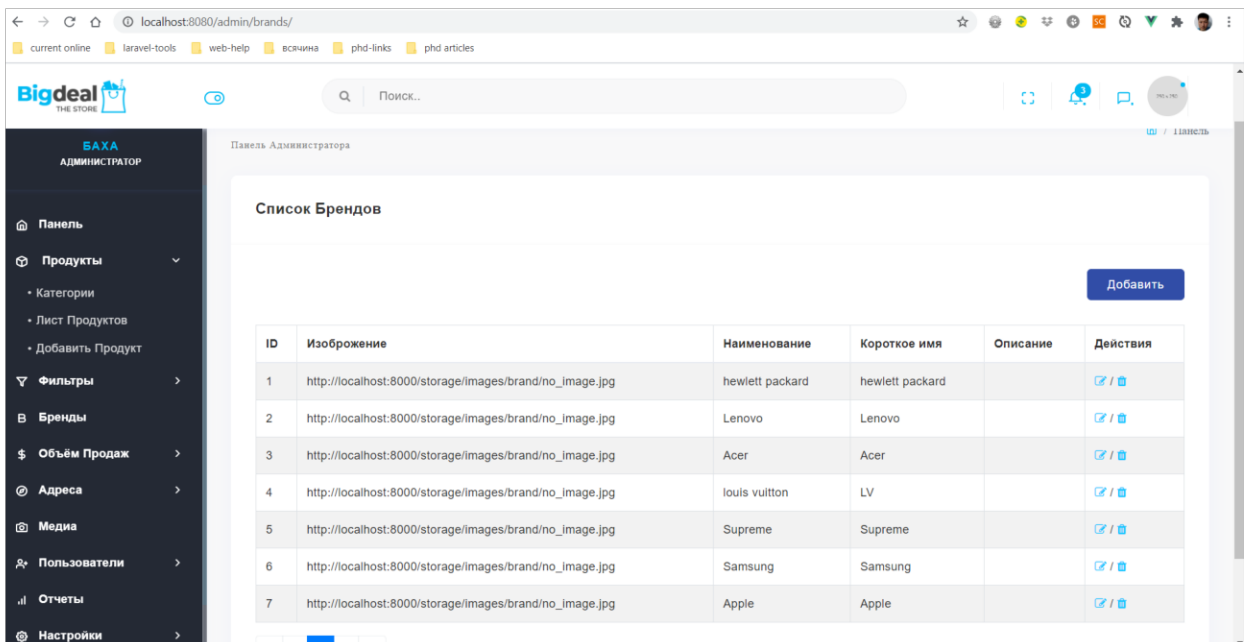 localhost:8080/admin/brands/
current online laravel-tools web-help всячина phd-links phd articles
Bigdeal
THE STORE
Поиск..
3
БАХА
АДМИНИСТРАТОР
Панель Администратора
/ Панель
Список Брендов
Панель
Продукты
• Категории
• Лист Продуктов
• Добавить Продукт
Фильтры
B Бренды
$ Объём Продаж
Адреса
Медиа
Пользователи
Отчеты
Настройки
Добавить
ID Изоброжение Наименование Короткое имя Описание Действия
1 http://localhost:8000/storage/images/brand/no_image.jpg hewlett packard hewlett packard /
2 http://localhost:8000/storage/images/brand/no_image.jpg Lenovo Lenovo /
3 http://localhost:8000/storage/images/brand/no_image.jpg Acer Acer /
4 http://localhost:8000/storage/images/brand/no_image.jpg louis vuitton LV /
5 http://localhost:8000/storage/images/brand/no_image.jpg Supreme Supreme /
6 http://localhost:8000/storage/images/brand/no_image.jpg Samsung Samsung /
7 http://localhost:8000/storage/images/brand/no_image.jpg Apple Apple /